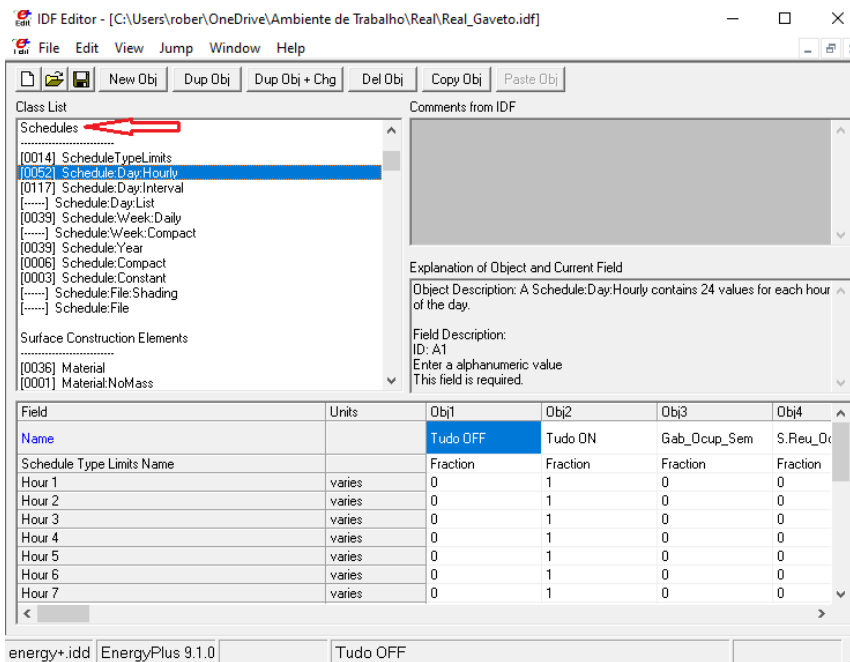 IDF Editor - [C:\Users\rober\OneDrive\Ambiente de Trabalho\Real\Real_Gaveto.idf]
File Edit View Jump Window Help
New Obj Dup Obj Dup Obj + Chg Del Obj Copy Obj Paste Obj
Class List
Comments from IDF
Schedules
----------------------------
[0014] ScheduleTypeLimits
[0052] Schedule:Day:Hourly
[0117] Schedule:Day:Interval
[------] Schedule:Day:List
[0039] Schedule:Week:Daily
[------] Schedule:Week:Compact
[0039] Schedule:Year
[0006] Schedule:Compact
[0003] Schedule:Constant
[------] Schedule:File:Shading
[------] Schedule:File
Surface Construction Elements
----------------------------
[0036] Material
[0001] Material:NoMass
Explanation of Object and Current Field
Object Description: A Schedule:Day:Hourly contains 24 values for each hour
of the day.
Field Description:
ID: A1
Enter a alphanumeric value
This field is required.
Field Units Obj1 Obj2 Obj3 Obj4
Name Tudo OFF Tudo ON Gab_Ocup_Sem S.Reu_Oc
Schedule Type Limits Name Fraction Fraction Fraction Fraction
Hour 1 varies 0 1 0 0
Hour 2 varies 0 1 0 0
Hour 3 varies 0 1 0 0
Hour 4 varies 0 1 0 0
Hour 5 varies 0 1 0 0
Hour 6 varies 0 1 0 0
Hour 7 varies 0 1 0 0
energy+.idd EnergyPlus 9.1.0 Tudo OFF